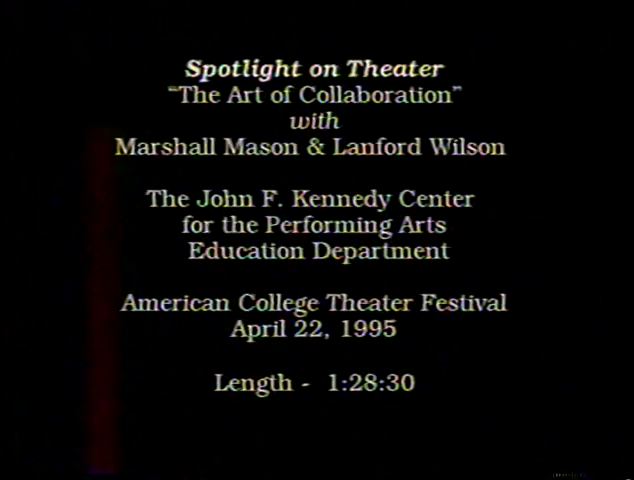 Spotlight on Theater
"The Art of Collaboration"
with
Marshall Mason & Lanford Wilson
The John F. Kennedy Center
for the Performing Arts
Education Department
American College Theater Festival
April 22, 1995
Length - 1:28:30